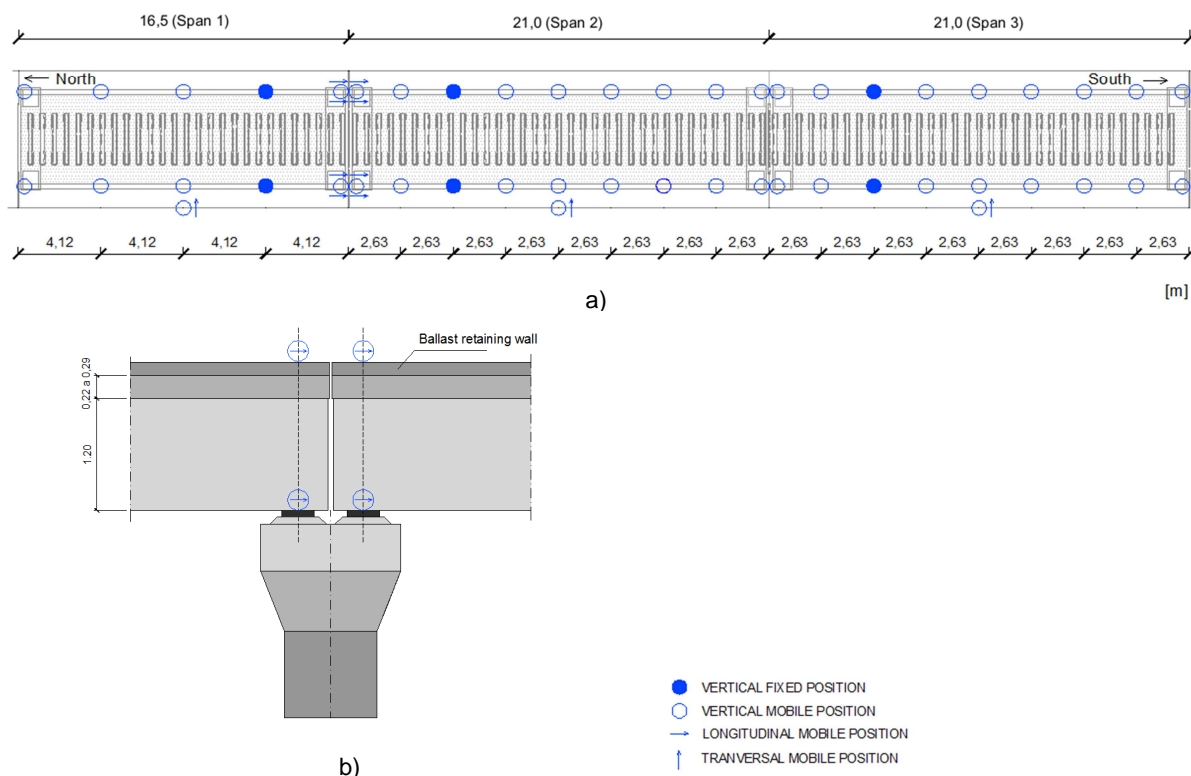 16,5 (Span 1) 21,0 (Span 2) 21,0 (Span 3)
North South
4,12 4,12 4,12 4,12 2,63 2,63 2,63 2,63 2,63 2,63 2,63 2,63 2,63 2,63 2,63 2,63 2,63 2,63 2,63 2,63
[m]
a)
Ballast retaining wall
0,22 a 0,29
1.20
VERTICAL FIXED POSITION
VERTICAL MOBILE POSITION
LONGITUDINAL MOBILE POSITION
TRANVERSAL MOBILE POSITION
b)